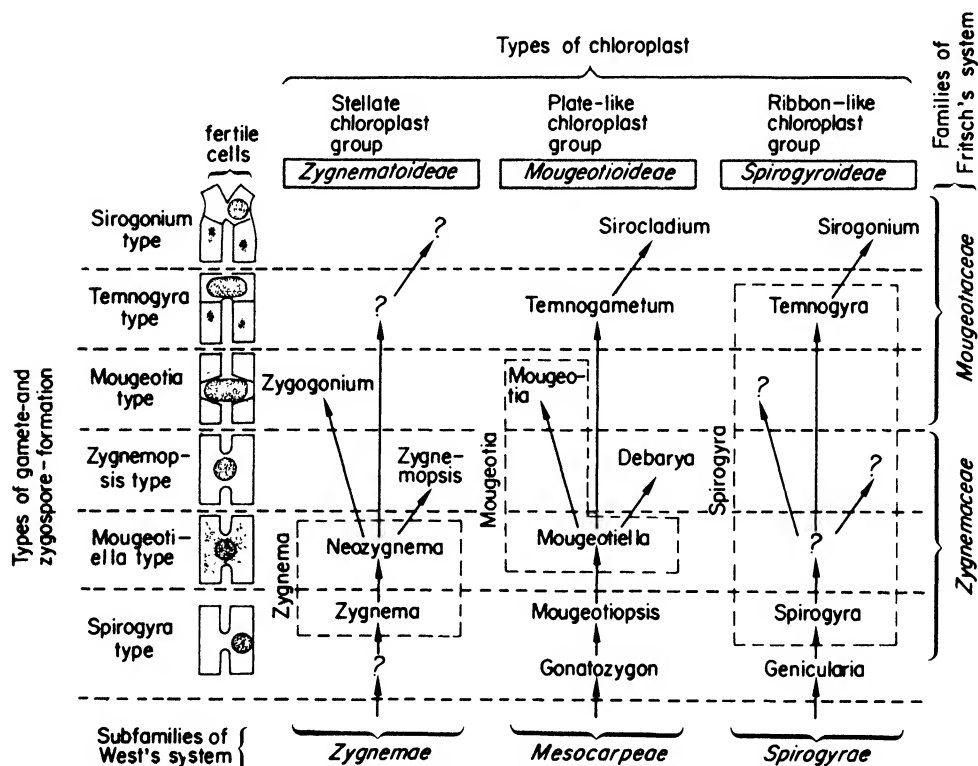 Types of chloroplast
Families of
Fritsch's system
Stellate
chloroplast
group
Plate-like
chloroplast
group
Ribbon-like
chloroplast
group
fertile
cells
Zygnematoideae
Mougeotioideae
Spirogyroideae
Types of gamete-and
zygospore-formation
Sirogonium
type
?
Sirocladium
Sirogonium
Temnogyra
type
?
Temnogametum
Temnogyra
Mougeotiaceae
Mougeotia
type
Zygogonium
Mougeo-
tia
?
Zygnemop-
sis type
Zygne-
mopsis
Mougeotia
Debarya
Spirogyra
?
Mougeoti-
ella type
Zygnema
Neozygnema
Mougeotiella
?
Zygnemaceae
Spirogyra
type
Zygnema
Mougeotiopsis
Spirogyra
?
Gonatozygon
Genicularia
Subfamilies of
West's system
Zygnemae
Mesocarpeae
Spirogyrae